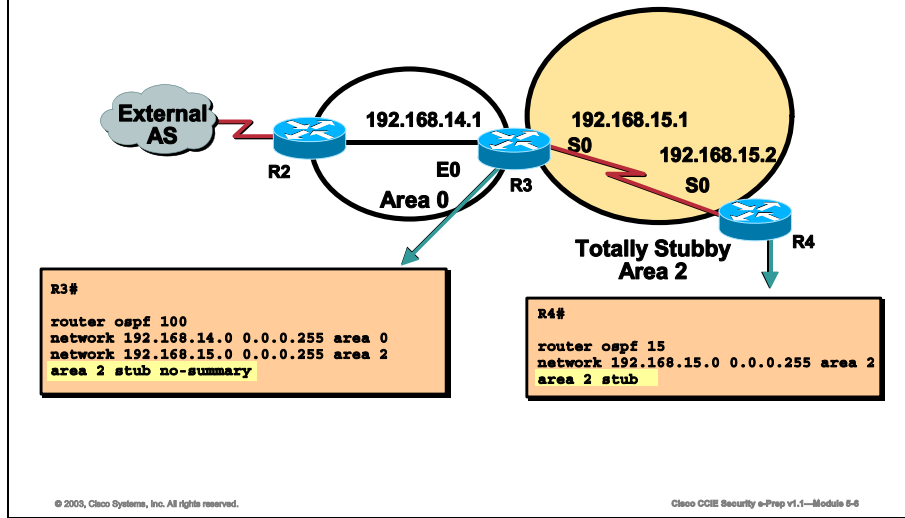 External
AS
R2
192.168.14.1
E0
Area 0
R3
192.168.15.1
S0
192.168.15.2
S0
R4
Totally Stubby
Area 2
R3#
router ospf 100
network 192.168.14.0 0.0.0.255 area 0
network 192.168.15.0 0.0.0.255 area 2
area 2 stub no-summary
R4#
router ospf 15
network 192.168.15.0 0.0.0.255 area 2
area 2 stub
© 2003, Cisco Systems, Inc. All rights reserved.
Cisco CCIE Security e-Prep v1.1—Module 5-6